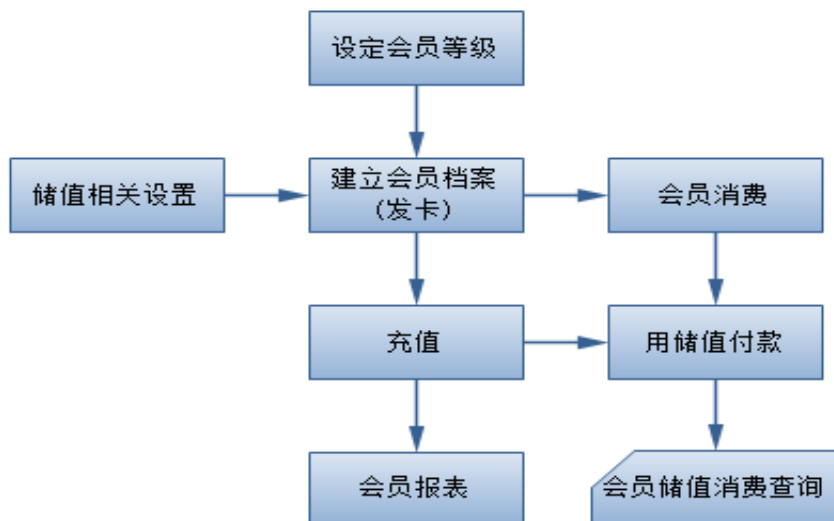 设定会员等级
储值相关设置
建立会员档案
(发卡)
会员消费
充值
用储值付款
会员报表
会员储值消费查询